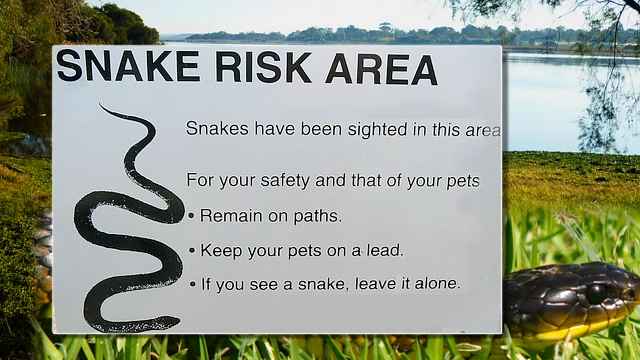 SNAKE RISK AREA
Snakes have been sighted in this area
For your safety and that of your pets
• Remain on paths.
• Keep your pets on a lead.
• If you see a snake, leave it alone.